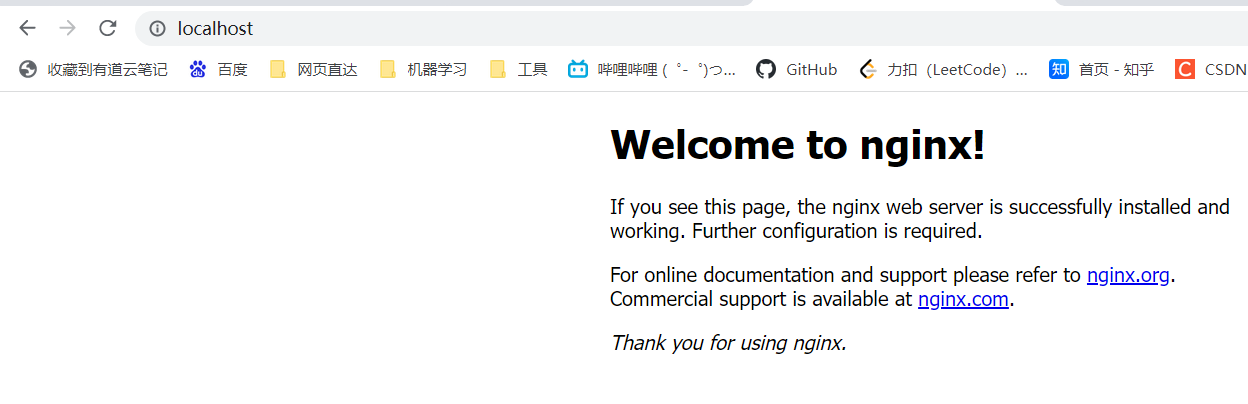 localhost
收藏到有道云笔记 百度 网页直达 机器学习 工具 哔哩哔哩 ( ゜- ゜)つ... GitHub 力扣（LeetCode）... 知 首页 - 知乎 C CSDN
Welcome to nginx!
If you see this page, the nginx web server is successfully installed and
working. Further configuration is required.
For online documentation and support please refer to nginx.org.
Commercial support is available at nginx.com.
Thank you for using nginx.